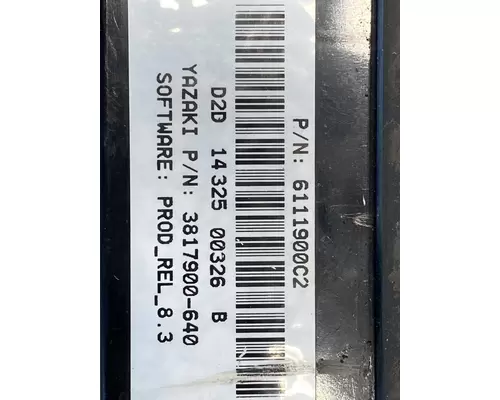 P/N: 6111900C2
D2D 14325 00326 B
YAZAKI P/N: 3817900-640
SOFTWARE: PROD_REL_8.3